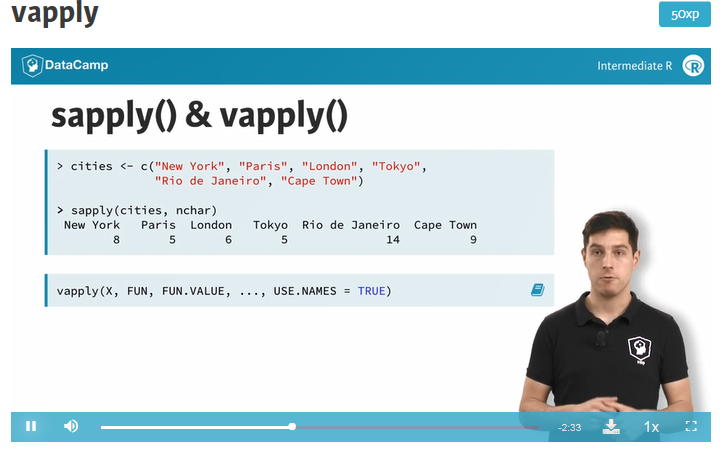 vapply
50xp
DataCamp
Intermediate R
R
sapply() & vapply()
> cities <- c("New York", "Paris", "London", "Tokyo",
"Rio de Janeiro", "Cape Town")
> sapply(cities, nchar)
New York Paris London Tokyo Rio de Janeiro Cape Town
8 5 6 5 14 9
vapply(X, FUN, FUN.VALUE, ..., USE.NAMES = TRUE)
-2:33
1x